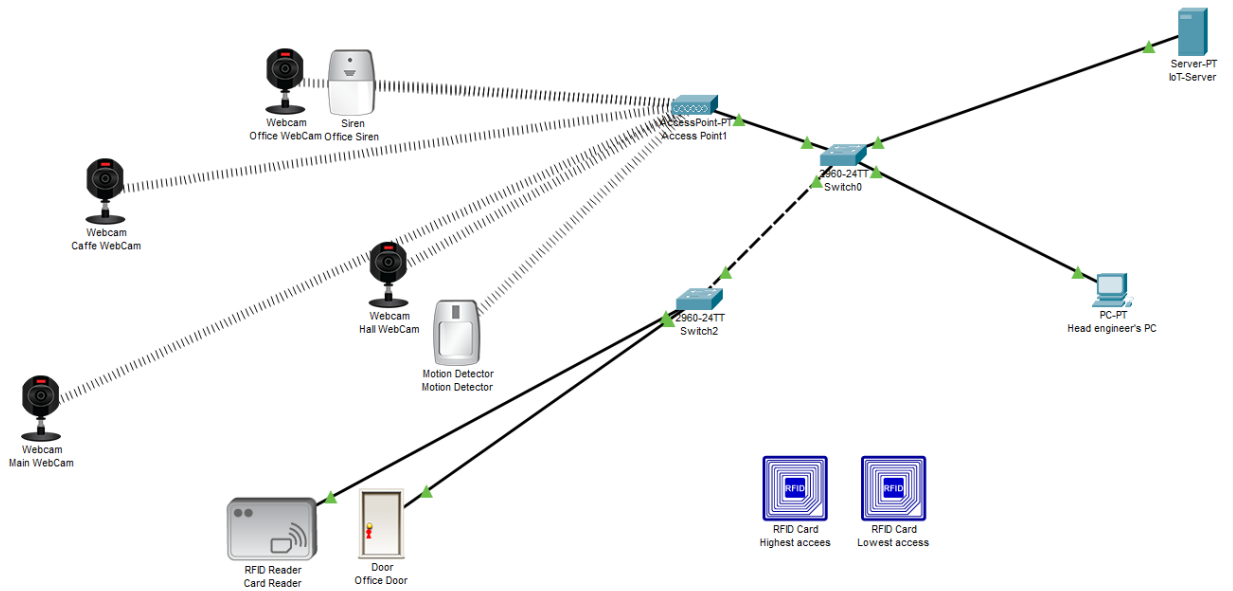 Server-PT
IoT-Server
Webcam
Office WebCam
Siren
Office Siren
AccessPoint-PT
Access Point1
2960-24TT
Switch0
Webcam
Caffe WebCam
Webcam
Hall WebCam
2960-24TT
Switch2
PC-PT
Head engineer's PC
Motion Detector
Motion Detector
Webcam
Main WebCam
RFID
RFID
RFID Card
Highest accees
RFID Card
Lowest access
RFID Reader
Card Reader
Door
Office Door